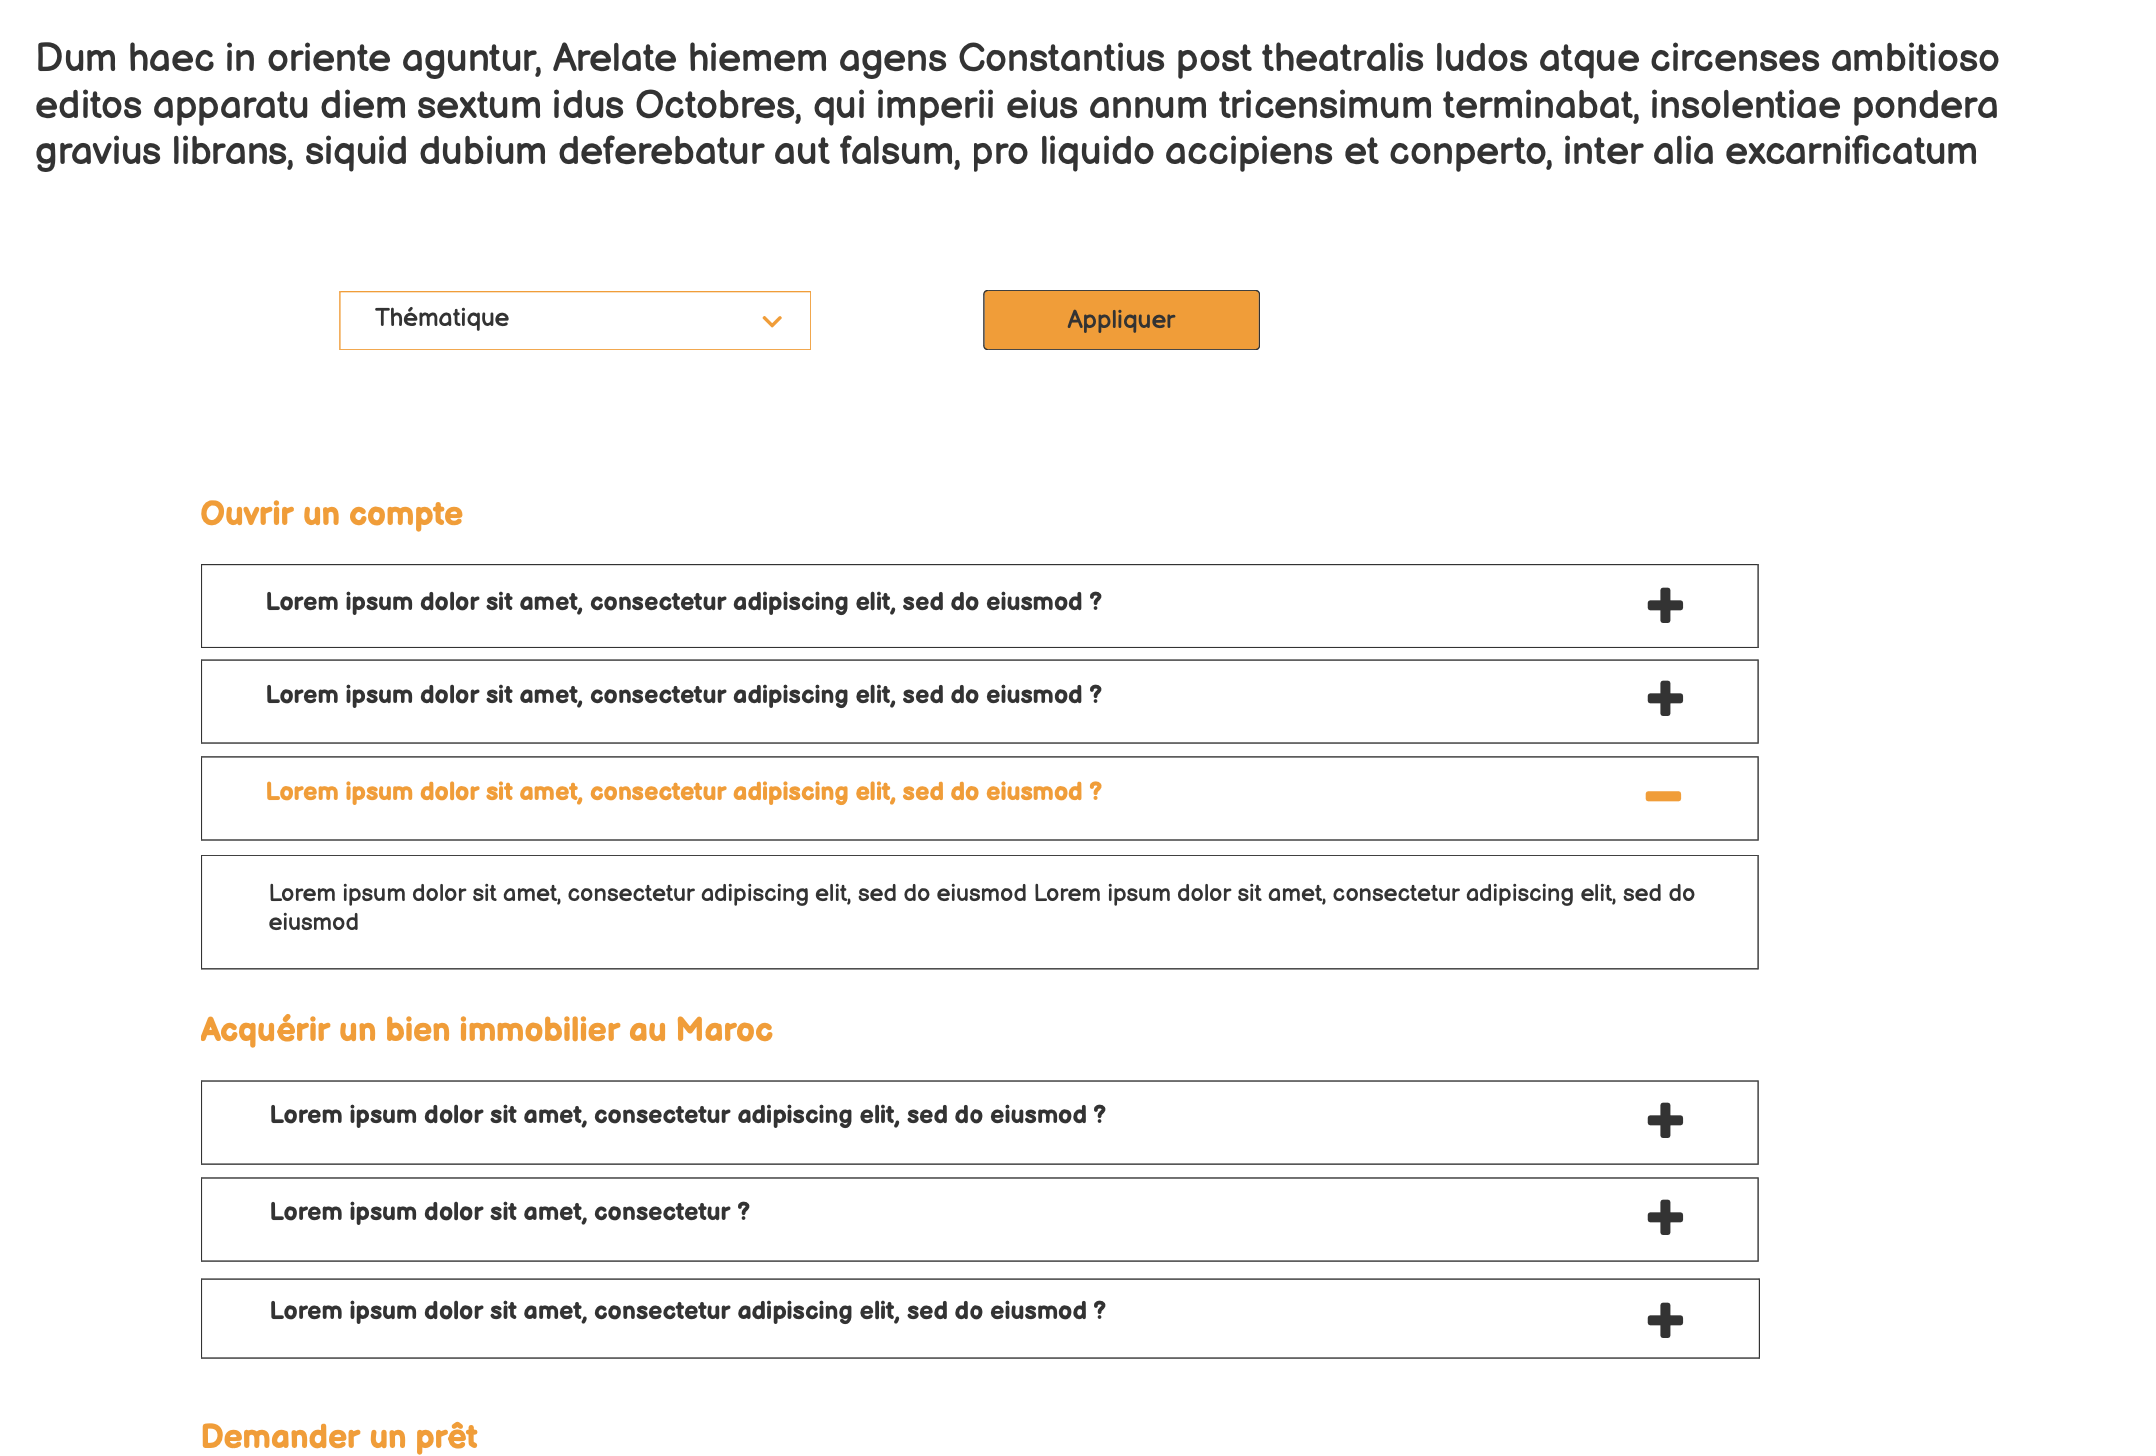 Dum haec in oriente aguntur, Arelate hiemem agens Constantius post theatralis ludos atque circenses ambitioso
editos apparatu diem sextum idus Octobres, qui imperii eius annum tricensimum terminabat, insolentiae pondera
gravius librans, siquid dubium deferebatur aut falsum, pro liquido accipiens et conperto, inter alia excarnificatum
Thématique
Appliquer
Ouvrir un compte
Lorem ipsum dolor sit amet, consectetur adipiscing elit, sed do eiusmod ?
Lorem ipsum dolor sit amet, consectetur adipiscing elit, sed do eiusmod ?
Lorem ipsum dolor sit amet, consectetur adipiscing elit, sed do eiusmod ?
Lorem ipsum dolor sit amet, consectetur adipiscing elit, sed do eiusmod Lorem ipsum dolor sit amet, consectetur adipiscing elit, sed do
eiusmod
Acquérir un bien immobilier au Maroc
Lorem ipsum dolor sit amet, consectetur adipiscing elit, sed do eiusmod ?
Lorem ipsum dolor sit amet, consectetur ?
Lorem ipsum dolor sit amet, consectetur adipiscing elit, sed do eiusmod ?
Demander un prêt